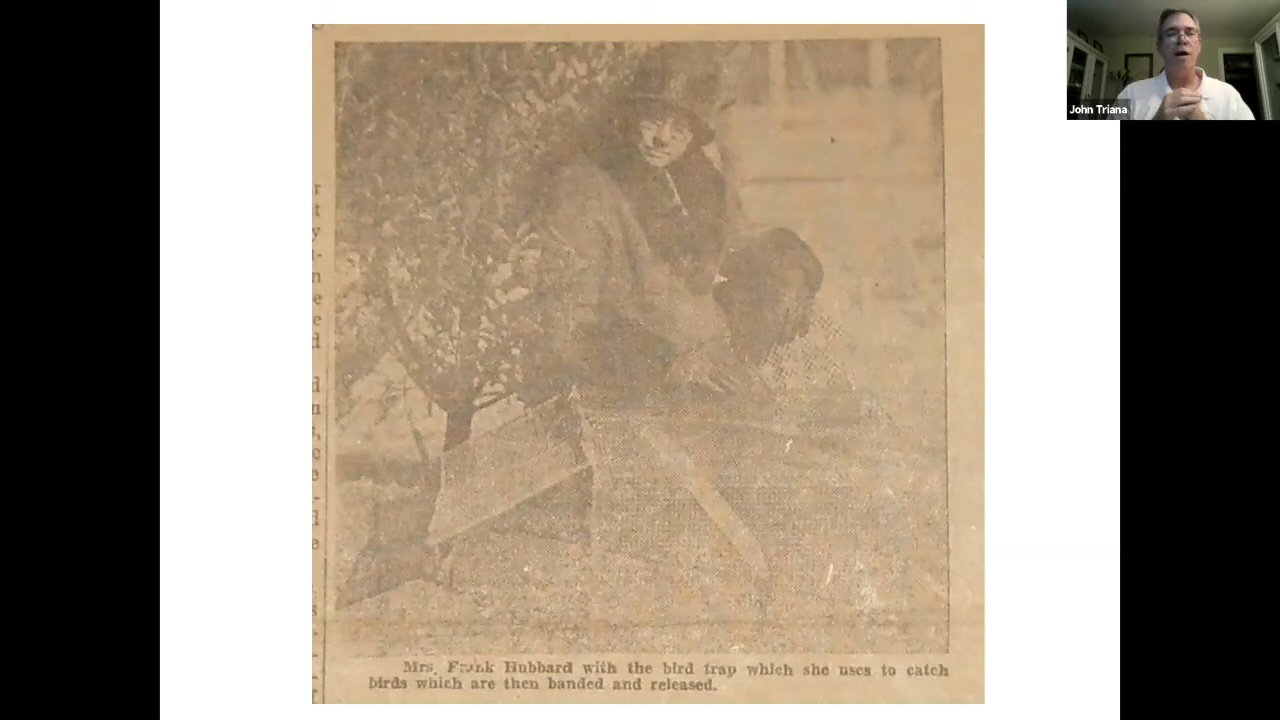 John Triana
r
t
y
n
e
e
d
d
n
e
d
e
s
Mrs. Frank Hubbard with the bird trap which she uses to catch
birds which are then banded and released.